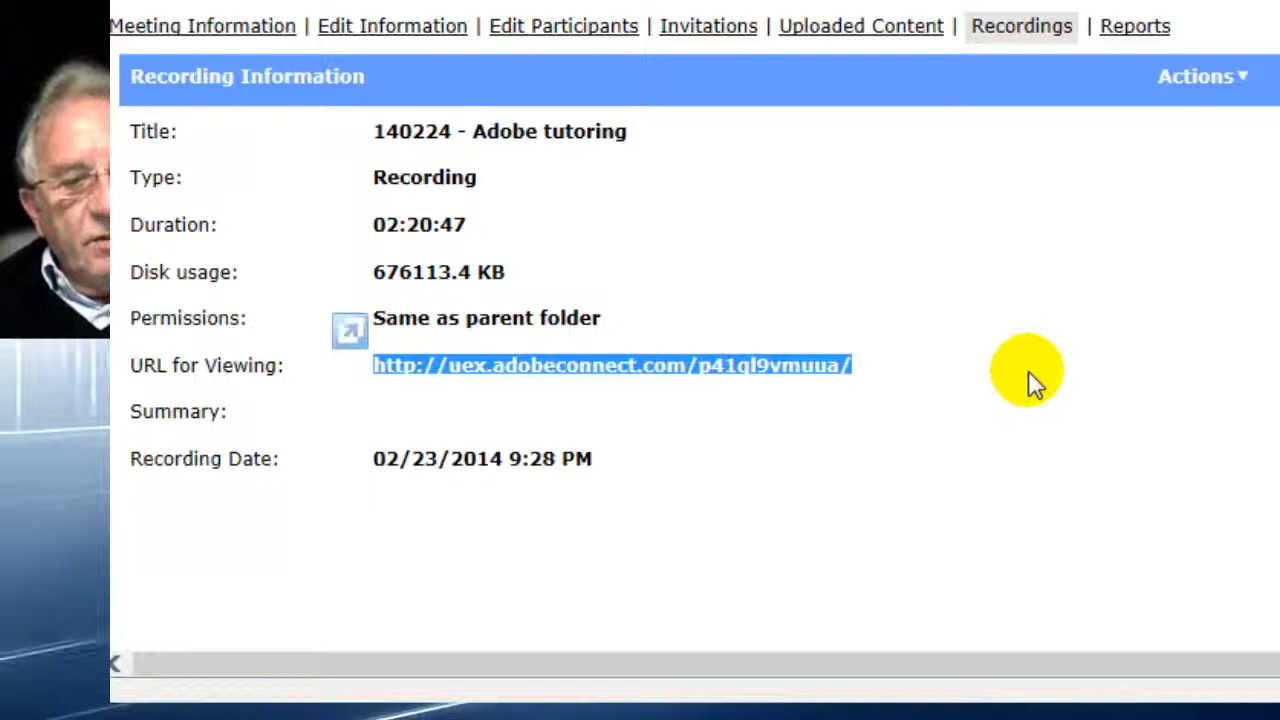 Meeting Information | Edit Information | Edit Participants | Invitations | Uploaded Content | Recordings | Reports
Recording Information Actions
Title: 140224 - Adobe tutoring
Type: Recording
Duration: 02:20:47
Disk usage: 676113.4 KB
Permissions: Same as parent folder
URL for Viewing: http://uex.adobeconnect.com/p41gl9vmuua/
Summary:
Recording Date: 02/23/2014 9:28 PM